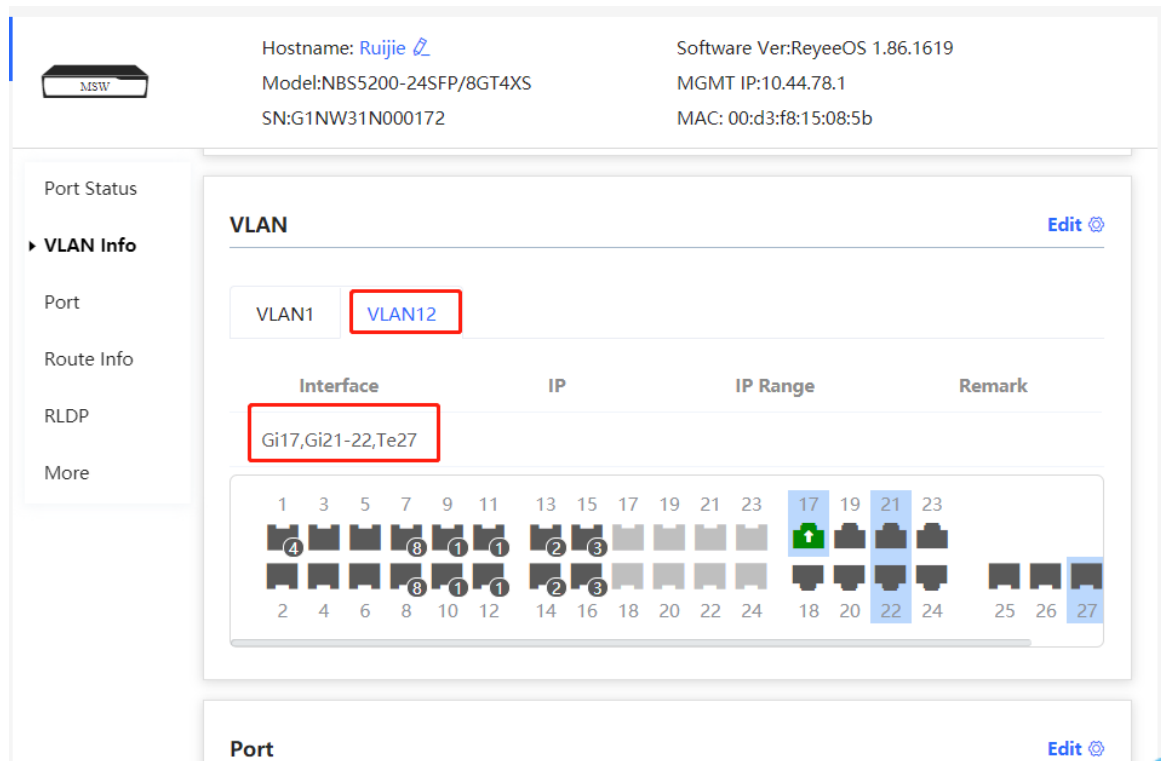 MSW
Hostname: Ruijie
Model:NBS5200-24SFP/8GT4XS
SN:G1NW31N000172
Software Ver:ReyeeOS 1.86.1619
MGMT IP:10.44.78.1
MAC: 00:d3:f8:15:08:5b
Port Status
VLAN Info
Port
Route Info
RLDP
More
VLAN Edit
VLAN1 VLAN12
Interface IP IP Range Remark
Gi17,Gi21-22,Te27
1 3 5 7 9 11 13 15 17 19 21 23 17 19 21 23
4 8 1 1 2 3
8 1 1 2 3
2 4 6 8 10 12 14 16 18 20 22 24 18 20 22 24 25 26 27
Port Edit